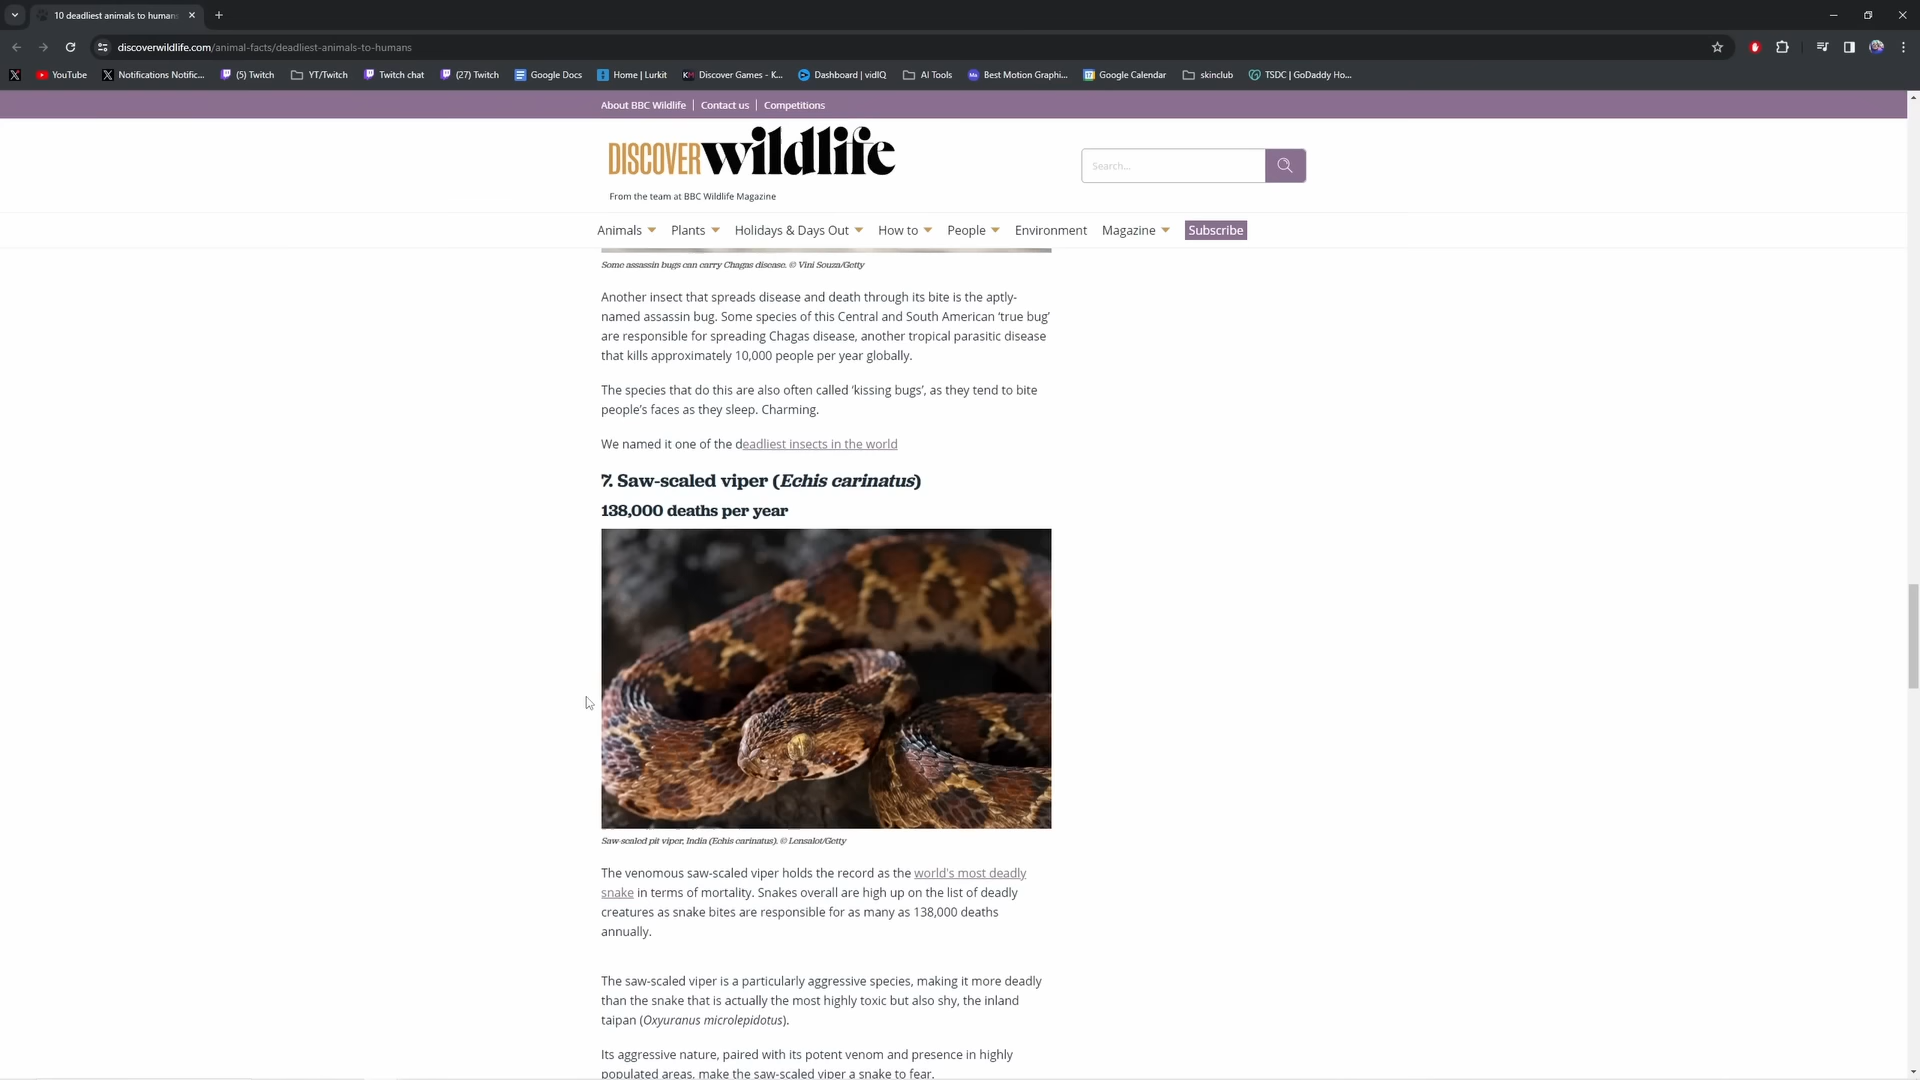 10 deadliest animals to human
discoverwildlife.com/animal-facts/deadliest-animals-to-humans
YouTube
Notifications Notific...
(5) Twitch
YT/Twitch
Twitch chat
(27) Twitch
Google Docs
Home | Lurkit
Discover Games - K...
Dashboard | vidIQ
AI Tools
Best Motion Graphi...
Google Calendar
skinclub
TSDC | GoDaddy Ho...
About BBC Wildlife
Contact us
Competitions
DISCOVERwildlife
From the team at BBC Wildlife Magazine
Search...
Animals
Plants
Holidays & Days Out
How to
People
Environment
Magazine
Subscribe
Some assassin bugs can carry Chagas disease. © Vini Souza/Getty
Another insect that spreads disease and death through its bite is the aptly-
named assassin bug. Some species of this Central and South American ‘true bug’
are responsible for spreading Chagas disease, another tropical parasitic disease
that kills approximately 10,000 people per year globally.
The species that do this are also often called ‘kissing bugs’, as they tend to bite
people’s faces as they sleep. Charming.
We named it one of the deadliest insects in the world
7. Saw-scaled viper (Echis carinatus)
138,000 deaths per year
Saw-scaled pit viper, India (Echis carinatus). © Lensalot/Getty
The venomous saw-scaled viper holds the record as the world's most deadly
snake in terms of mortality. Snakes overall are high up on the list of deadly
creatures as snake bites are responsible for as many as 138,000 deaths
annually.
The saw-scaled viper is a particularly aggressive species, making it more deadly
than the snake that is actually the most highly toxic but also shy, the inland
taipan (Oxyuranus microlepidotus).
Its aggressive nature, paired with its potent venom and presence in highly
populated areas, make the saw-scaled viper a snake to fear.